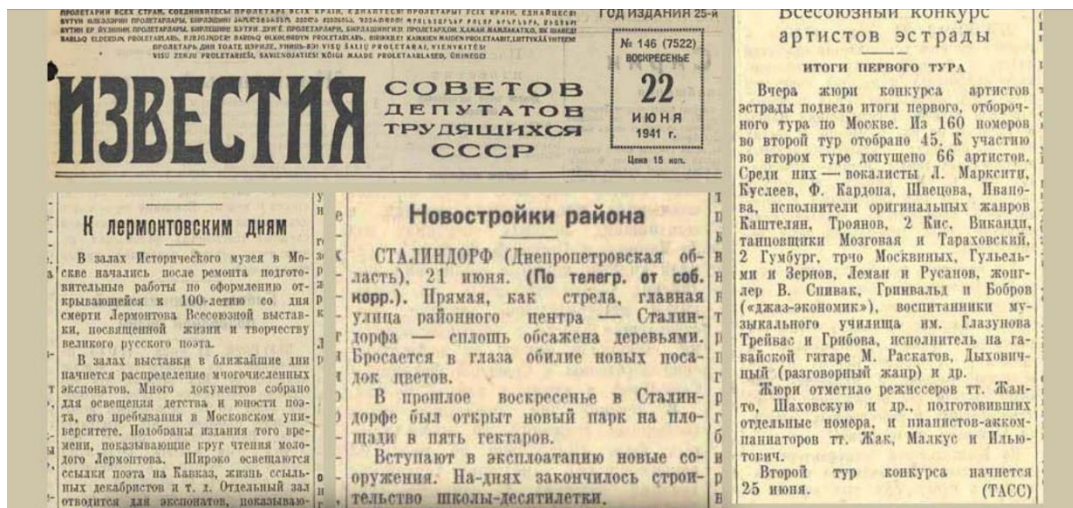 ПРОЛЕТАРИИ ВСЕХ СТРАН, СОЕДИНЯЙТЕСЬ!
ГОД ИЗДАНИЯ 25-й
ИЗВЕСТИЯ
СОВЕТОВ
ДЕПУТАТОВ
ТРУДЯЩИХСЯ
СССР
№ 146 (7522)
ВОСКРЕСЕНЬЕ
22
ИЮНЯ
1941 г.
Цена 15 коп.
К лермонтовским дням
В залах Исторического музея в Мо-
скве начались после ремонта подгото-
вительные работы по оформлению от-
крывающейся к 100-летию со дня
смерти Лермонтова Всесоюзной выстав-
ки, посвященной жизни и творчеству
великого русского поэта.
В залах выставки в ближайшие дни
начнется распределение многочисленных
экспонатов. Много документов собрано
для освещения детства и юности поэ-
та, его пребывания в Московском уни-
верситете. Подобраны издания того вре-
мени, показывающие круг чтения моло-
дого Лермонтова. Широко освещаются
ссылки поэта на Кавказ, жизнь ссыль-
ных декабристов и т. д. Отдельный зал
отводится для экспонатов, показываю-
Новостройки района
СТАЛИНДОРФ (Днепропетровская об-
ласть), 21 июня. (По телегр. от соб.
корр.). Прямая, как стрела, главная
улица районного центра — Сталин-
дорфа — сплошь обсажена деревьями.
Бросается в глаза обилие новых поса-
док цветов.
В прошлое воскресенье в Сталин-
дорфе был открыт новый парк на пло-
щади в пять гектаров.
Вступают в эксплоатацию новые со-
оружения. На-днях закончилось строи-
тельство школы-десятилетки.
Всесоюзный конкурс
артистов эстрады
ИТОГИ ПЕРВОГО ТУРА
Вчера жюри конкурса артистов
эстрады подвело итоги первого, отбороч-
ного тура по Москве. Из 160 номеров
во второй тур отобрано 45. К участию
во втором туре допущено 66 артистов.
Среди них — вокалисты Л. Марксити,
Куслеев, Ф. Кардона, Швецова, Ивано-
ва, исполнители оригинальных жанров
Каштелян, Троянов, 2 Кис, Виканди,
танцовщики Мозговая и Тараховский,
2 Гумбург, трио Москвиных, Гульель-
ми и Зернов, Леман и Русанов, жонг-
лер В. Спивак, Гринвальд и Бобров
(«джаз-экономик»), воспитанники му-
зыкального училища им. Глазунова
Трейвас и Грибова, исполнитель на га-
вайской гитаре М. Раскатов, Дыхович-
ный (разговорный жанр) и др.
Жюри отметило режиссеров тт. Жан-
то, Шаховскую и др., подготовивших
отдельные номера, и пианистов-акком-
паниаторов тт. Жак, Малкус и Илью-
тович.
Второй тур конкурса начнется
25 июня. (ТАСС)